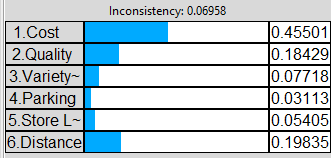 Inconsistency: 0.06958
1.Cost 0.45501
2.Quality 0.18429
3.Variety~ 0.07718
4.Parking 0.03113
5.Store L~ 0.05405
6.Distance 0.19835